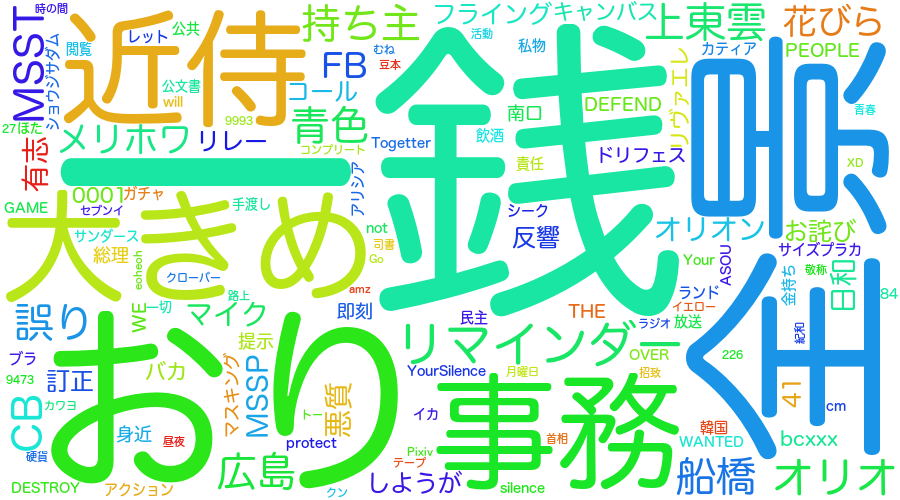 時の間
MSST
レット
公共
近侍
持ち主
フライングキャンバス
上東雲
花びら
閲覧
ショウジサダム
公文書
will
むね
豆本
FB
コール
活動
私物
カティア
PEOPLE
リヴァエレ
9993
青色
銭
南口
DEFEND
青春
27
ほた
メリホワ
リレー
コンプリート
Togetter
飲酒
責任
ドリフェス
XD
有志
一
0001
ガチャ
アリシア
セブンイ
GAME
大きめ
手渡し
シーク
not
反響
オリオン
お詫び
サンダース
総理
eoheoh
クローバー
司書
Go
Your
ASOU
サイズプラカ
敬称
金持ち
日和
路上
amz
WE
一切
マイク
即刻
民主
THE
ランド
イエロー
84
誤り
おり
提示
リマインダー
ラジオ
放送
紀和
全
ブラ
バカ
マスキング
MSSP
悪質
YourSilence
月曜日
OVER
招致
226
9473
訂正
カワヨ
CB
身近
昼夜
トー
イカ
事務
41
cm
硬貨
protect
首相
韓国
WANTED
bcxxx
広島
Pixiv
テープ
しようが
船橋
オリオ
DESTROY
アクション
クン
silence